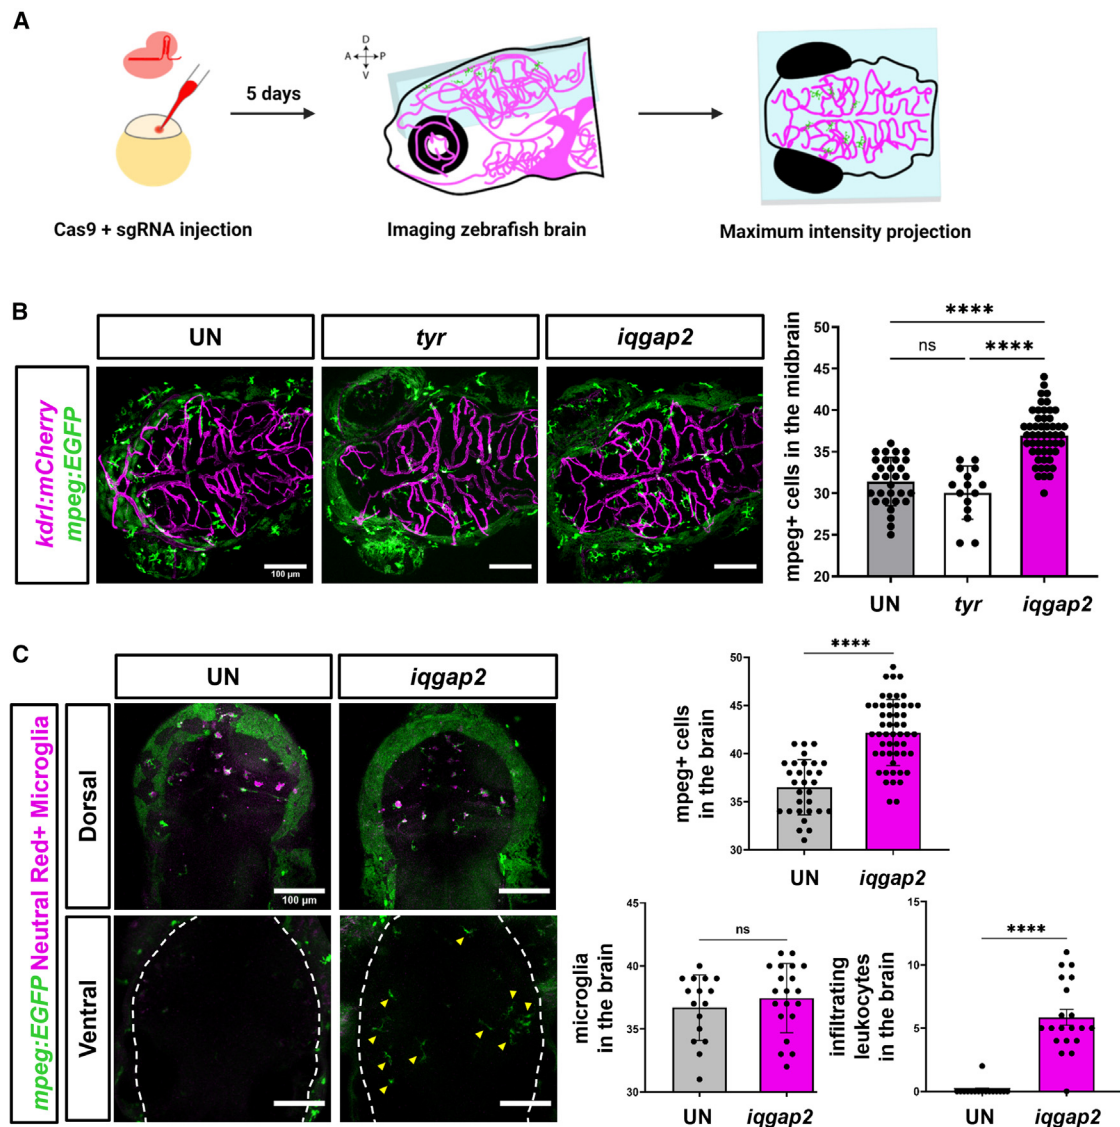 A
5 days
D
A P
V
Cas9 + sgRNA injection
Imaging zebrafish brain
Maximum intensity projection
B
kdrl:mCherry
mpeg:EGFP
UN
tyr
iqgap2
100 µm
mpeg+ cells in the midbrain
50
45
40
35
30
25
20
****
ns
****
UN
tyr
iqgap2
C
mpeg:EGFP Neutral Red+ Microglia
UN
iqgap2
Dorsal
Ventral
100 µm
mpeg+ cells
in the brain
50
45
40
35
30
****
UN
iqgap2
microglia
in the brain
45
40
35
30
ns
UN
iqgap2
infiltrating
leukocytes
in the brain
15
10
5
0
****
UN
iqgap2